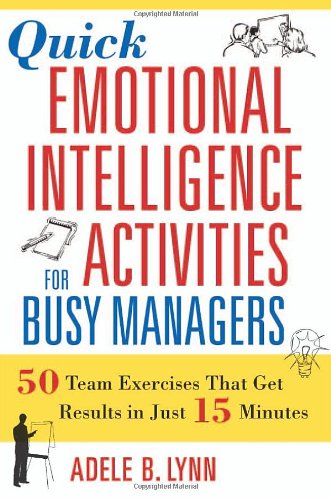 Quick
EMOTIONAL
INTELLIGENCE
ACTIVITIES
FOR
BUSY MANAGERS
50 Team Exercises That Get
Results in Just 15 Minutes
ADELE B. LYNN